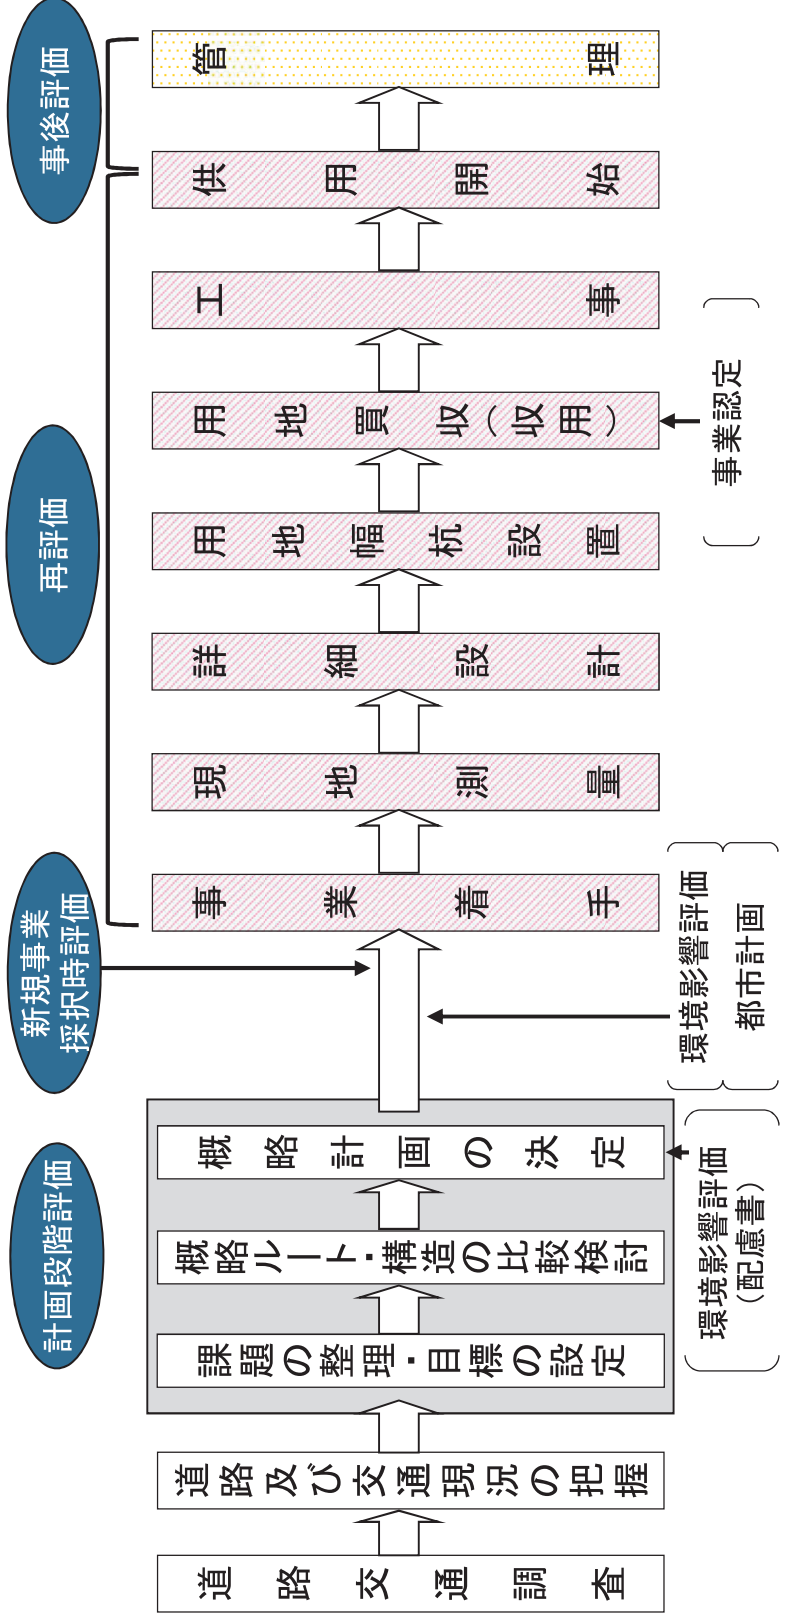 計画段階評価
新規事業
採択時評価
再評価
事後評価
道路交通調査
道路及び交通現況の把握
課題の整理・目標の設定
概略ルート・構造の比較検討
概略計画の決定
事業着手
現地測量
詳細設計
用地幅杭設置
用地買収（収用）
工事
供用開始
管理
環境影響評価
（配慮書）
環境影響評価
都市計画
事業認定